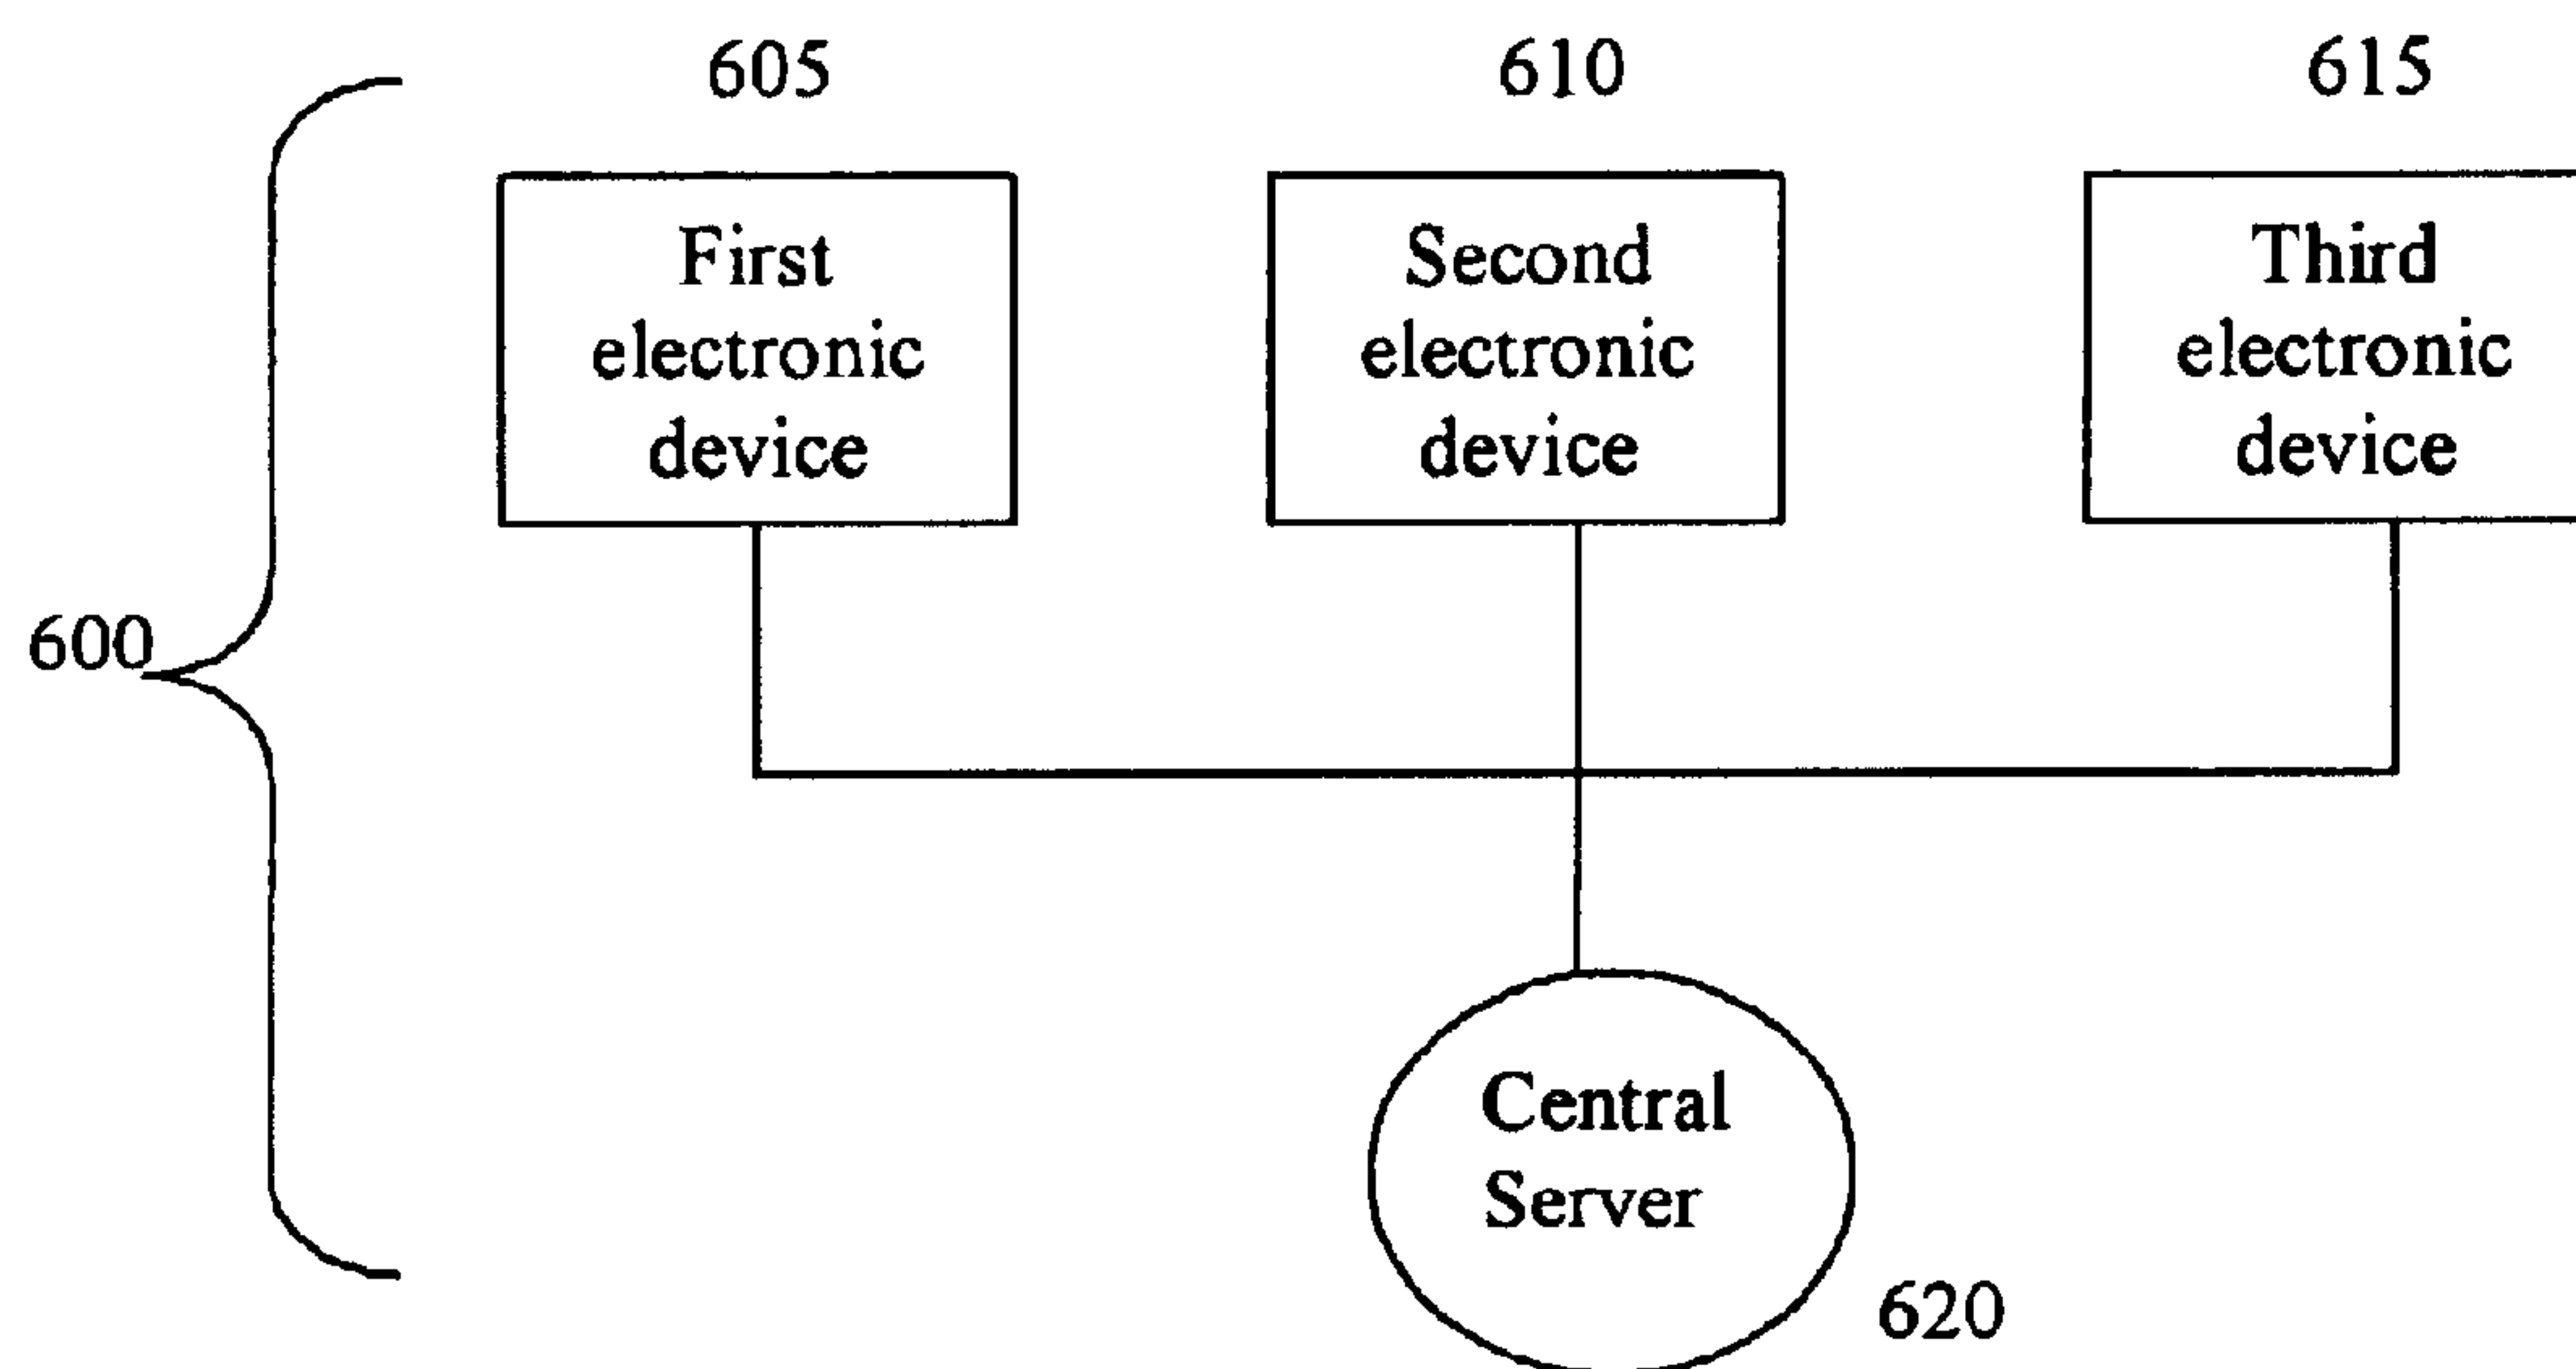 605
610
615
First
electronic
device
Second
electronic
device
Third
electronic
device
600
Central
Server
620